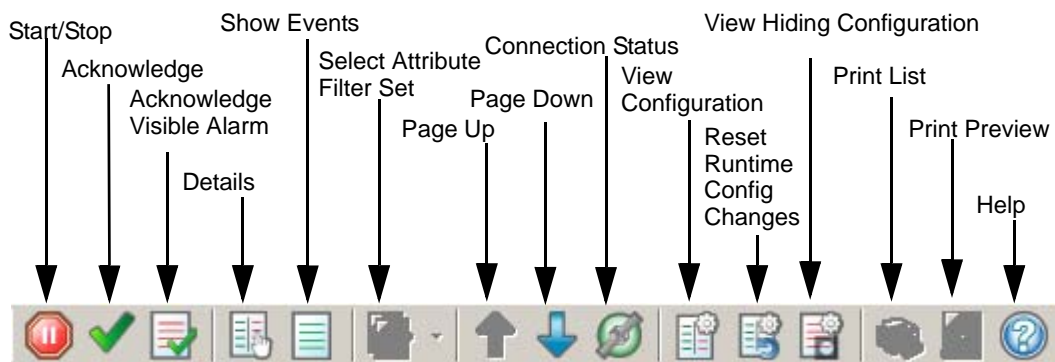 Start/Stop
Acknowledge
Acknowledge
Visible Alarm
Details
Show Events
Select Attribute
Filter Set
Page Up
Page Down
Connection Status
View
Configuration
Reset
Runtime
Config
Changes
View Hiding Configuration
Print List
Print Preview
Help